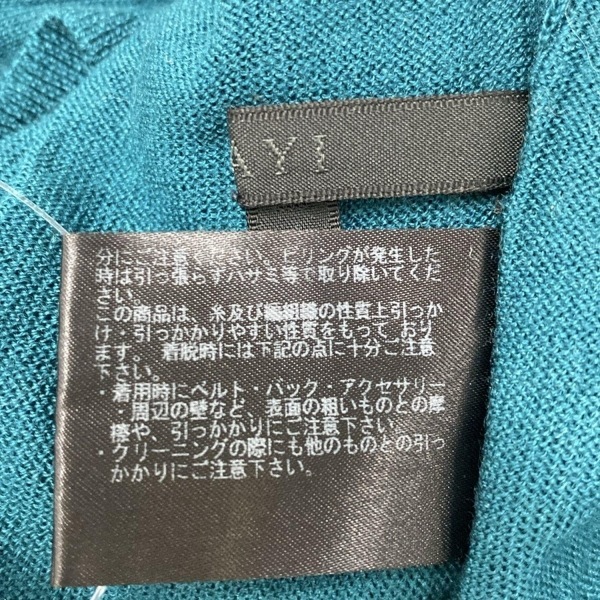 AYI
分にご注意ください。ピリングが発生した
時は引っ張らずハサミ等で取り除いてくだ
さい。
この商品は、糸及び編組織の性質上引っか
け・引っかかりやすい性質をもっており
ます。着脱時には下記の点に十分ご注意
下さい。
・着用時にベルト・バック・アクセサリー
・周辺の壁など、表面の粗いものとの摩
擦や、引っかかりにご注意下さい。
・クリーニングの際にも他のものとの引っ
かかりにご注意下さい。